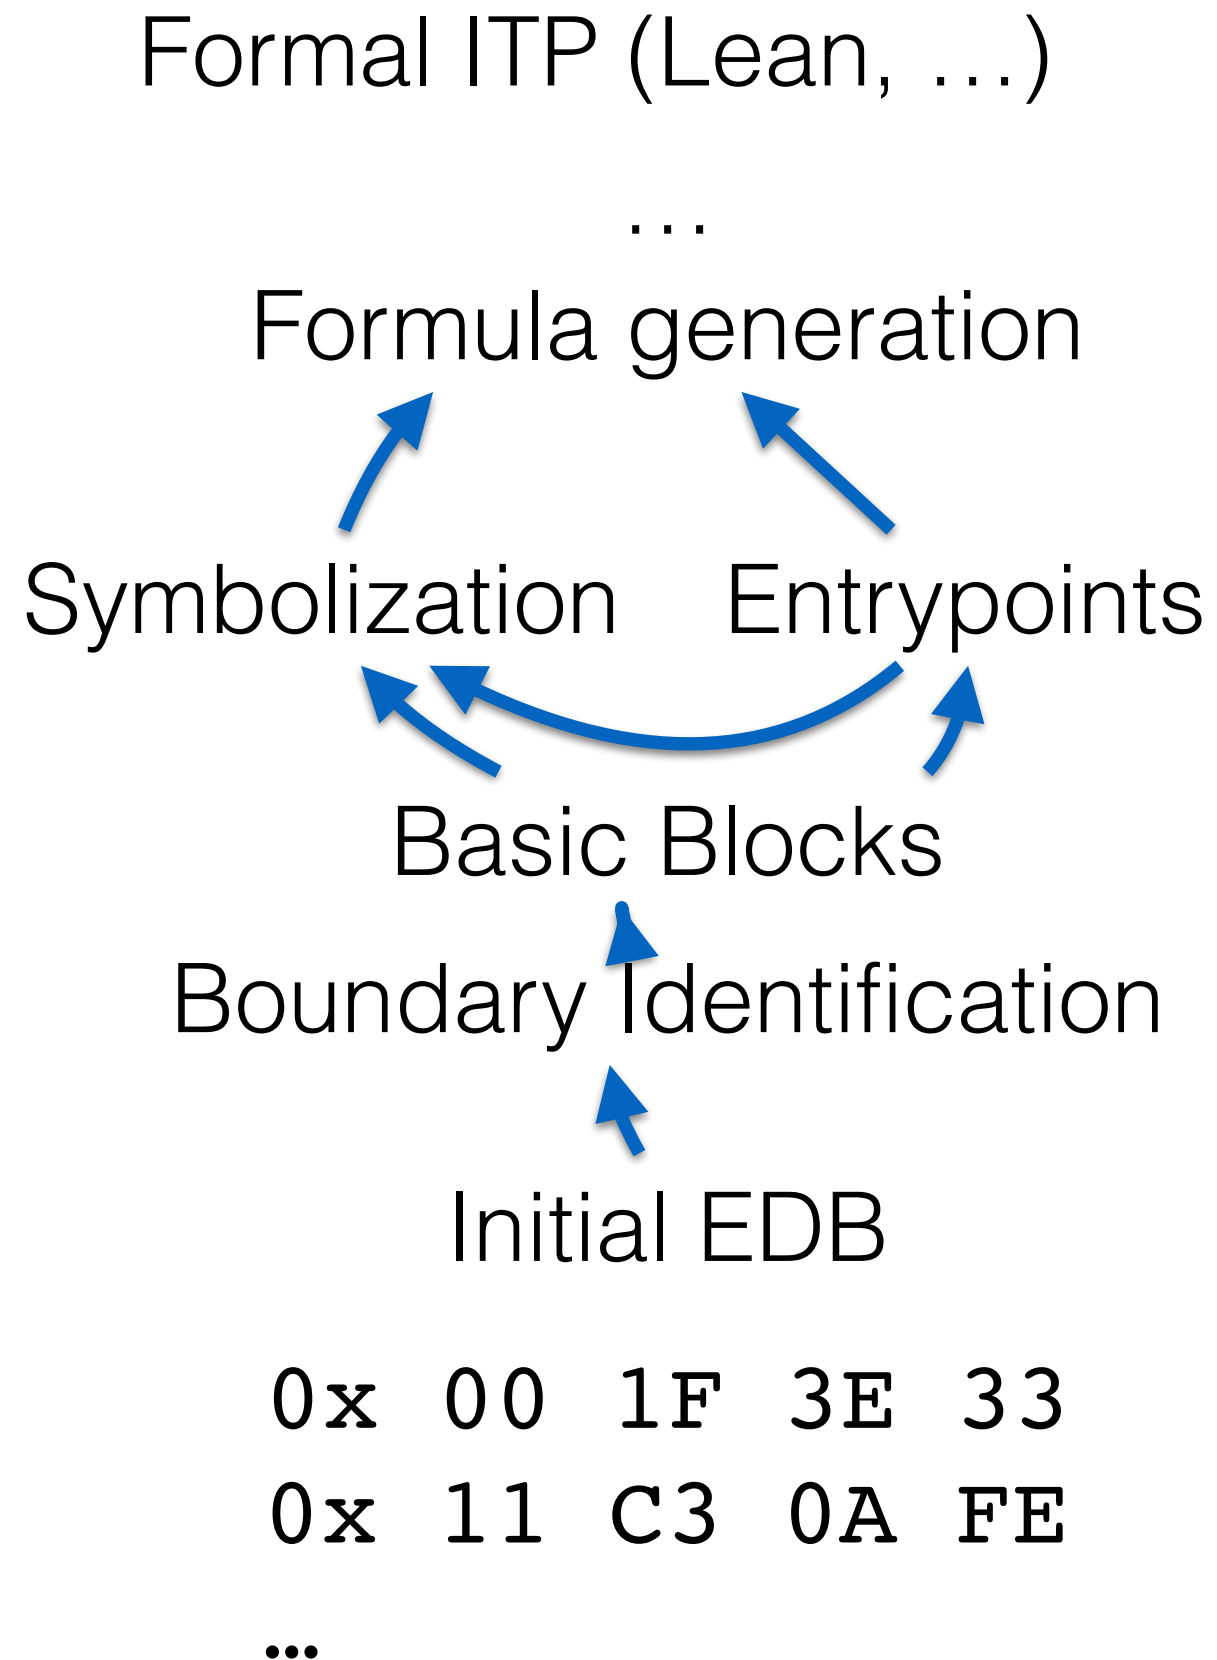 Formal ITP (Lean, …)
…
Formula generation
Symbolization Entrypoints
Basic Blocks
Boundary Identification
Initial EDB
0x 00 1F 3E 33
0x 11 C3 0A FE
…